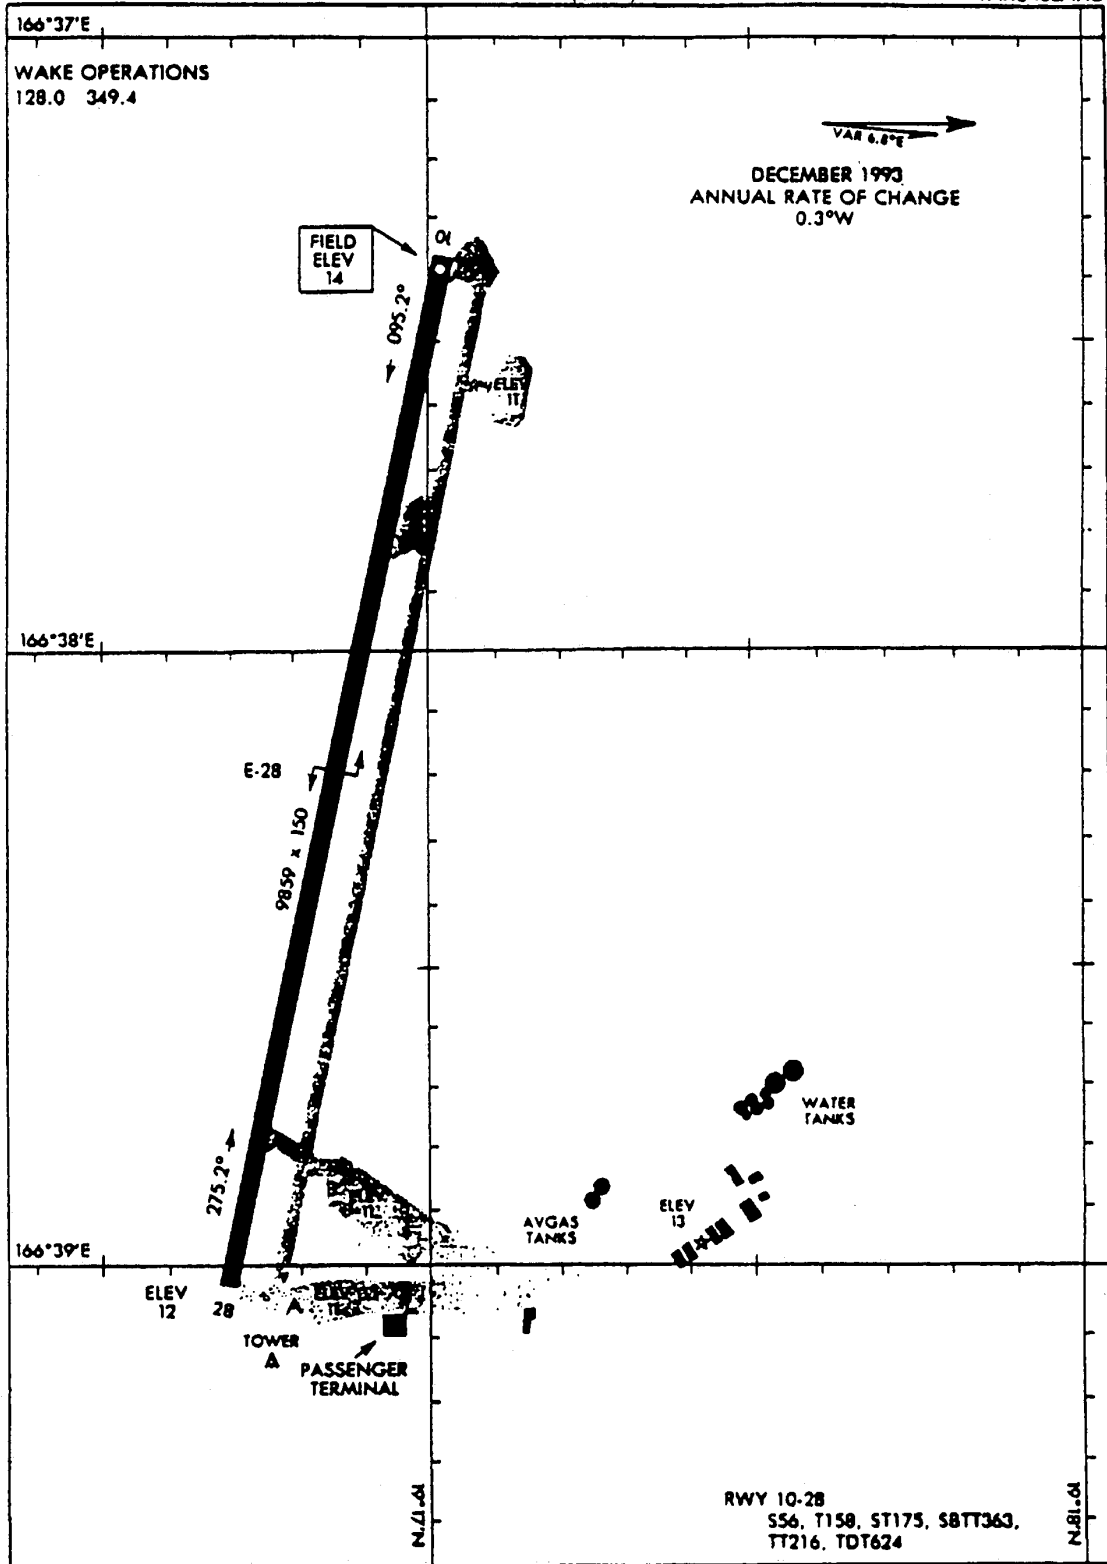 166°37'E
WAKE OPERATIONS
128.0 349.4
VAR 6.8°E
DECEMBER 1993
ANNUAL RATE OF CHANGE
0.3°W
FIELD
ELEV
14
10
095.2°
ELEV
11
166°38'E
E-28
9859 x 150
WATER
TANKS
275.2°
ELEV
11
AVGAS
TANKS
ELEV
13
166°39'E
ELEV
12
28
A
TOWER
A
PASSENGER
TERMINAL
19°17'N
19°18'N
RWY 10-28
S56, T158, ST175, SBTT363,
TT216, TDT624